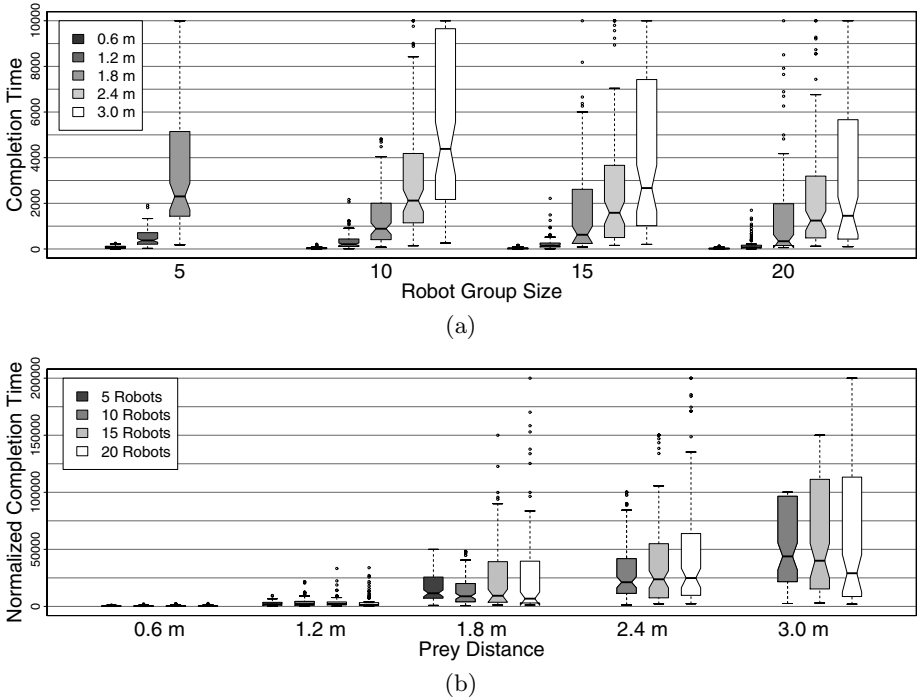 Completion Time
10000
8000
6000
4000
2000
0
0.6 m
1.2 m
1.8 m
2.4 m
3.0 m
5
10
15
20
Robot Group Size
(a)
Normalized Completion Time
200000
150000
100000
50000
0
5 Robots
10 Robots
15 Robots
20 Robots
0.6 m
1.2 m
1.8 m
2.4 m
3.0 m
Prey Distance
(b)